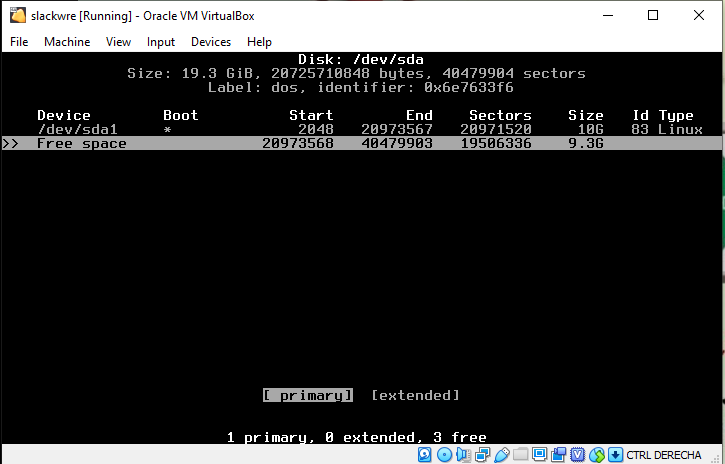 slackwre [Running] - Oracle VM VirtualBox
File Machine View Input Devices Help
Disk: /dev/sda
Size: 19.3 GiB, 20725710848 bytes, 40479904 sectors
Label: dos, identifier: 0x6e7633f6
Device Boot Start End Sectors Size Id Type
/dev/sda1 * 2048 20973567 20971520 10G 83 Linux
>> Free space 20973568 40479903 19506336 9.3G
[ primary] [extended]
1 primary, 0 extended, 3 free
CTRL DERECHA